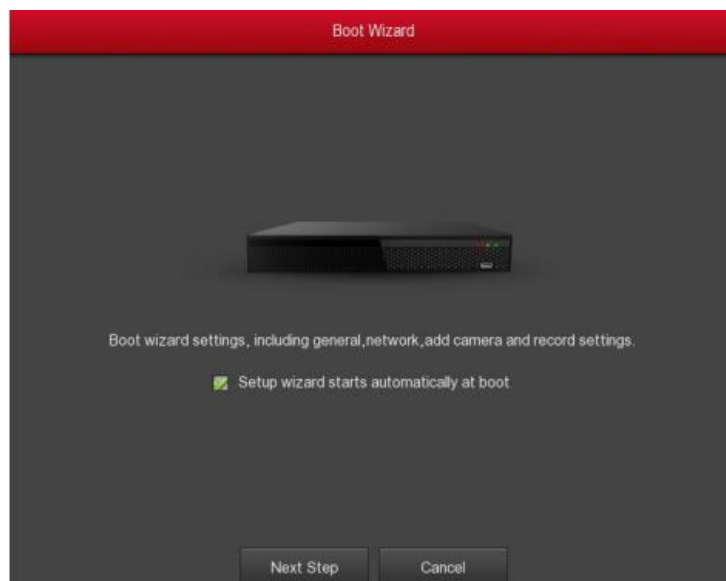 Boot Wizard
Boot wizard settings, including general,network,add camera and record settings.
Setup wizard starts automatically at boot
Next Step
Cancel